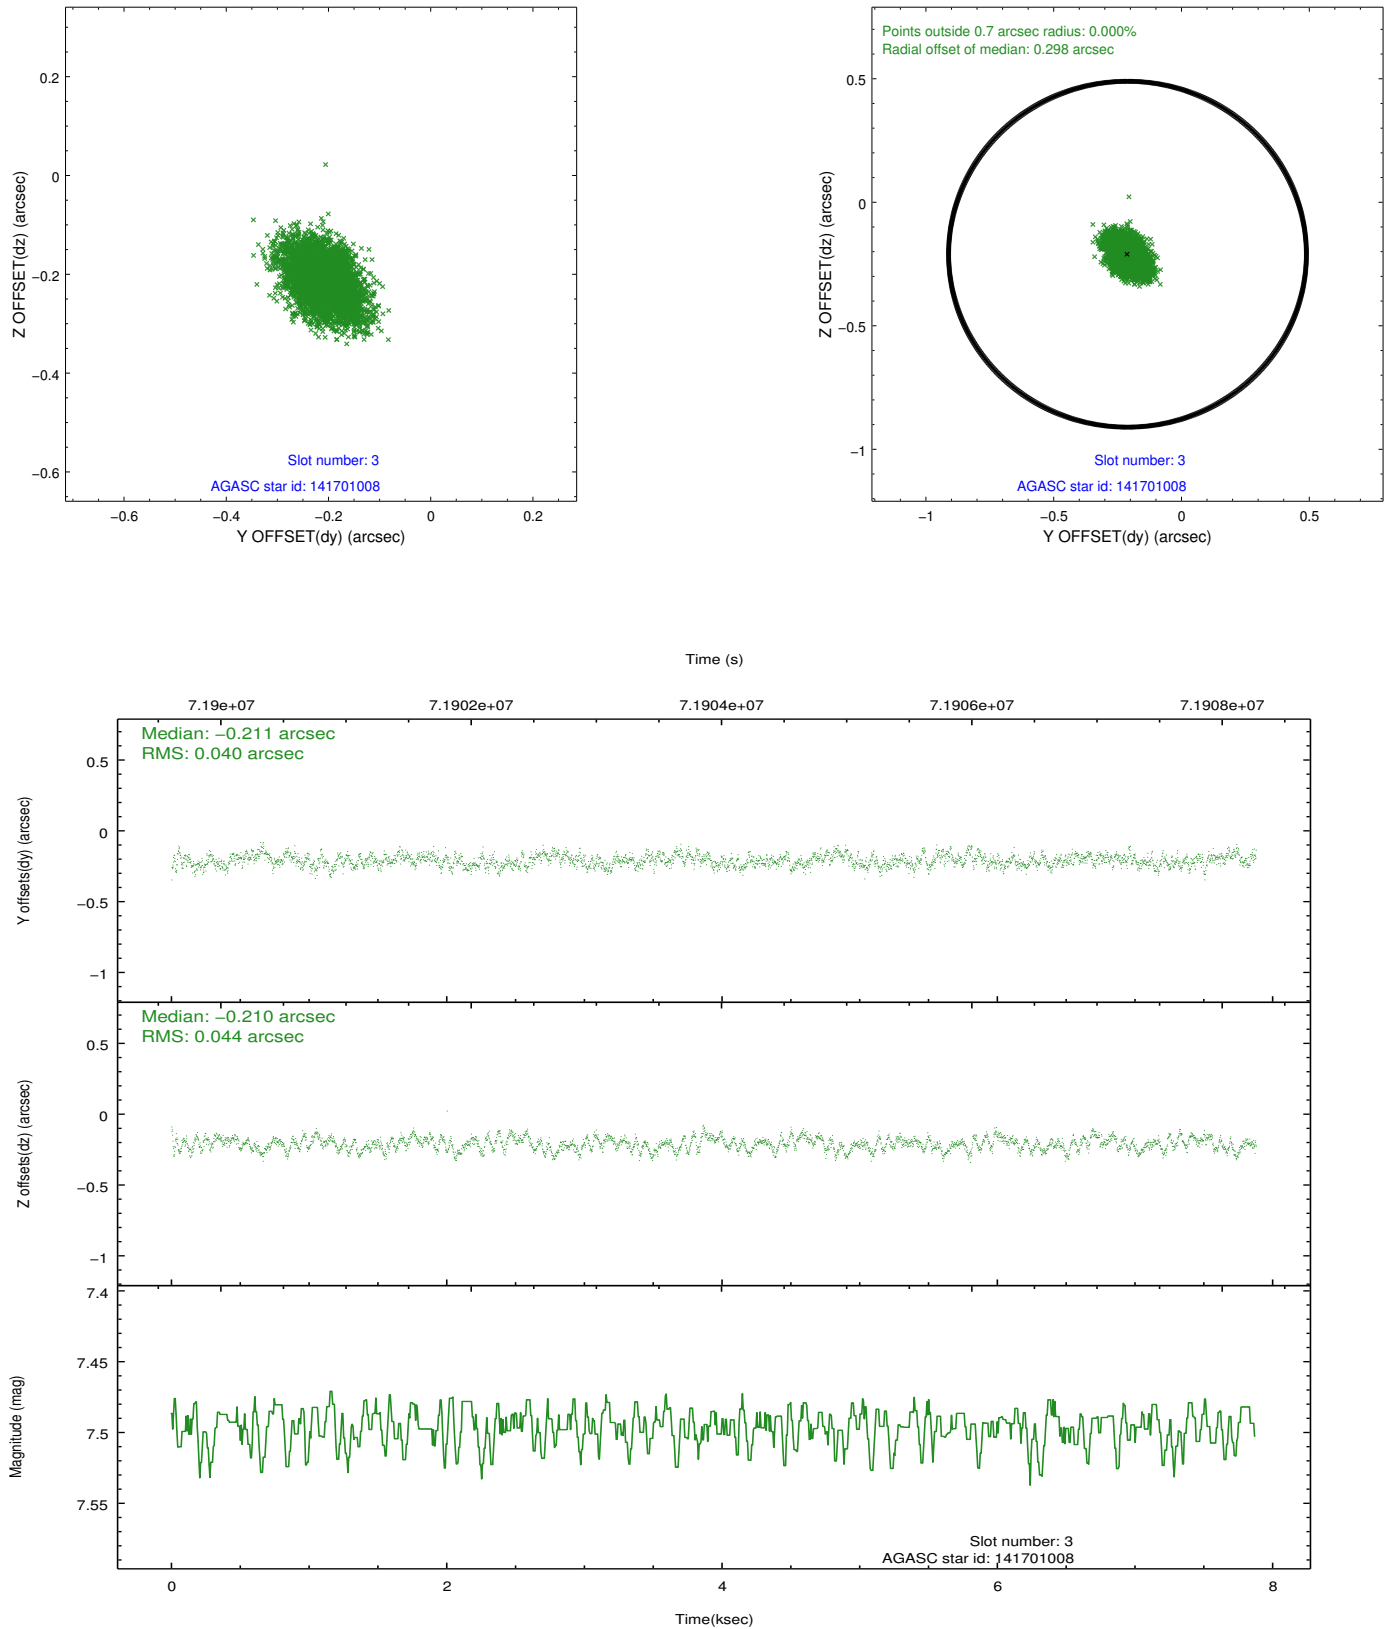 0.2
0
−0.2
−0.4
−0.6
Z OFFSET(dz) (arcsec)
Slot number: 3
AGASC star id: 141701008
−0.6
−0.4
−0.2
0
0.2
Y OFFSET(dy) (arcsec)
Points outside 0.7 arcsec radius: 0.000%
Radial offset of median: 0.298 arcsec
0.5
0
−0.5
−1
Z OFFSET(dz) (arcsec)
Slot number: 3
AGASC star id: 141701008
−1
−0.5
0
0.5
Y OFFSET(dy) (arcsec)
Time (s)
7.19e+07
7.1902e+07
7.1904e+07
7.1906e+07
7.1908e+07
Median: −0.211 arcsec
RMS: 0.040 arcsec
0.5
0
−0.5
−1
Y offsets(dy) (arcsec)
Median: −0.210 arcsec
RMS: 0.044 arcsec
0.5
0
−0.5
−1
Z offsets(dz) (arcsec)
7.4
7.45
7.5
7.55
Magnitude (mag)
Slot number: 3
AGASC star id: 141701008
0
2
4
6
8
Time(ksec)